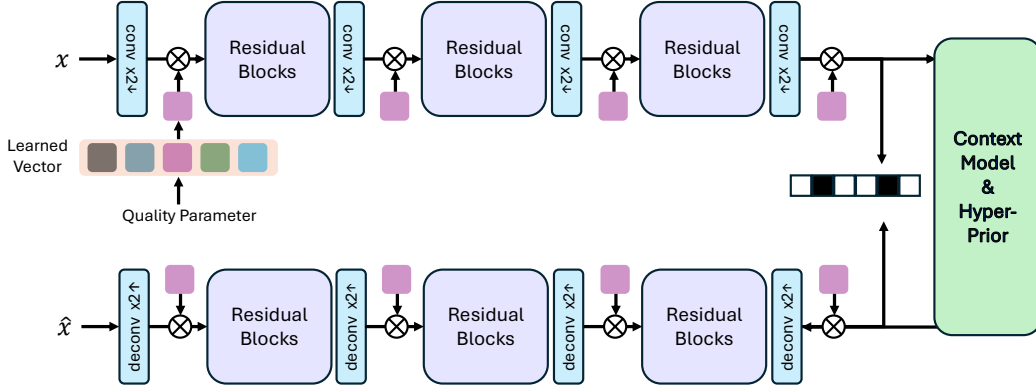 x
conv x2↓
Residual
Blocks
conv x2↓
Residual
Blocks
conv x2↓
Residual
Blocks
conv x2↓
Learned
Vector
Quality Parameter
Context
Model
&
Hyper-
Prior
x̂
deconv x2↑
Residual
Blocks
deconv x2↑
Residual
Blocks
deconv x2↑
Residual
Blocks
deconv x2↑